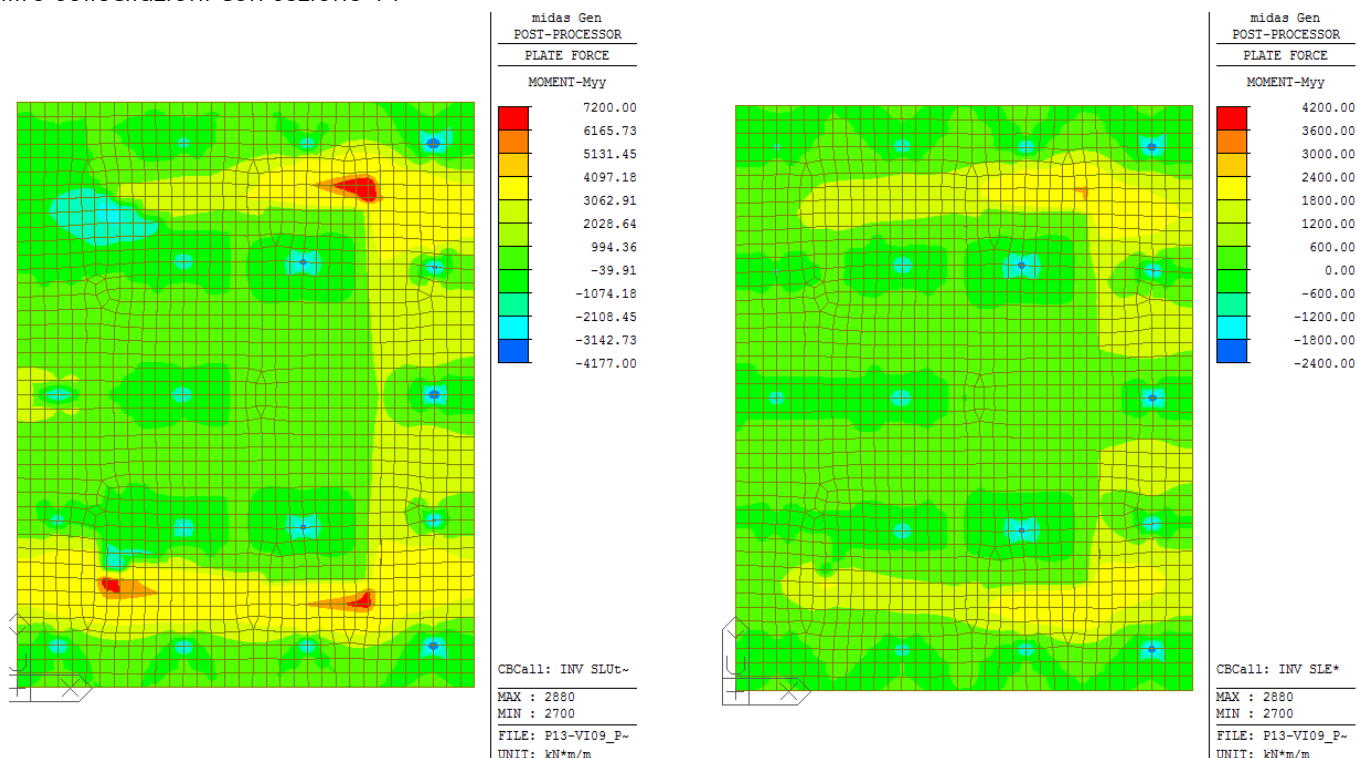 midas Gen
POST-PROCESSOR
PLATE FORCE
MOMENT-Myy
7200.00
6165.73
5131.45
4097.18
3062.91
2028.64
994.36
-39.91
-1074.18
-2108.45
-3142.73
-4177.00
CBCall: INV SLUt~
MAX : 2880
MIN : 2700
FILE: P13-VI09_P~
UNIT: kN*m/m
midas Gen
POST-PROCESSOR
PLATE FORCE
MOMENT-Myy
4200.00
3600.00
3000.00
2400.00
1800.00
1200.00
600.00
0.00
-600.00
-1200.00
-1800.00
-2400.00
CBCall: INV SLE*
MAX : 2880
MIN : 2700
FILE: P13-VI09_P~
UNIT: kN*m/m
X
X